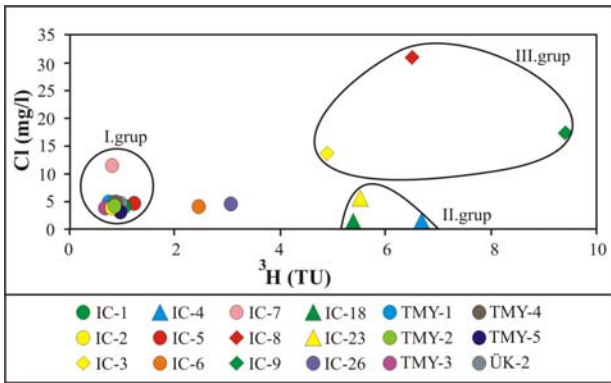 35
30
25
20
15
10
5
0
Cl (mg/l)
I.grup
II.grup
III.grup
0 2 4 6 8 10
³H (TU)
IC-1 IC-4 IC-7 IC-18 TMY-1 TMY-4
IC-2 IC-5 IC-8 IC-23 TMY-2 TMY-5
IC-3 IC-6 IC-9 IC-26 TMY-3 ÜK-2